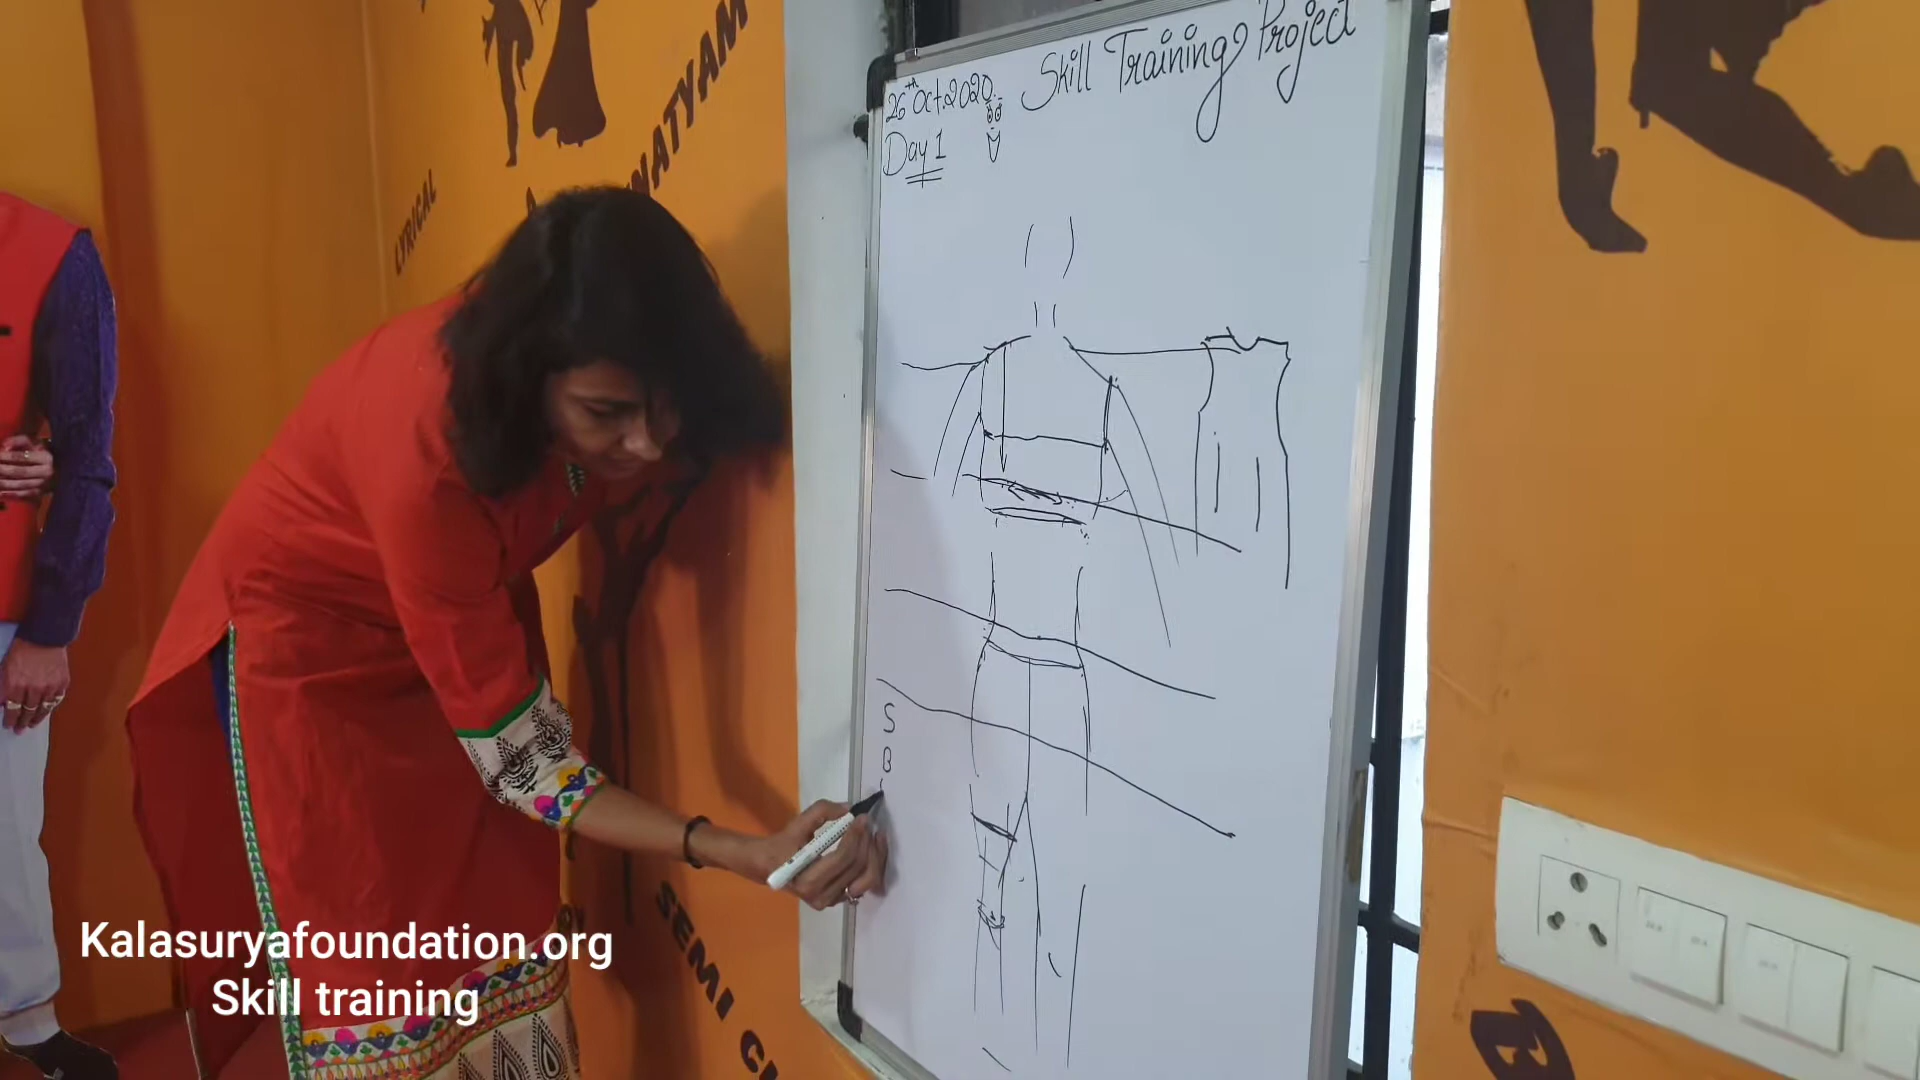 Skill Training Project
26th Oct.2020
Day 1
S
B
LYRICAL
NATYAM
SEMI
Kalasuryafoundation.org
Skill training